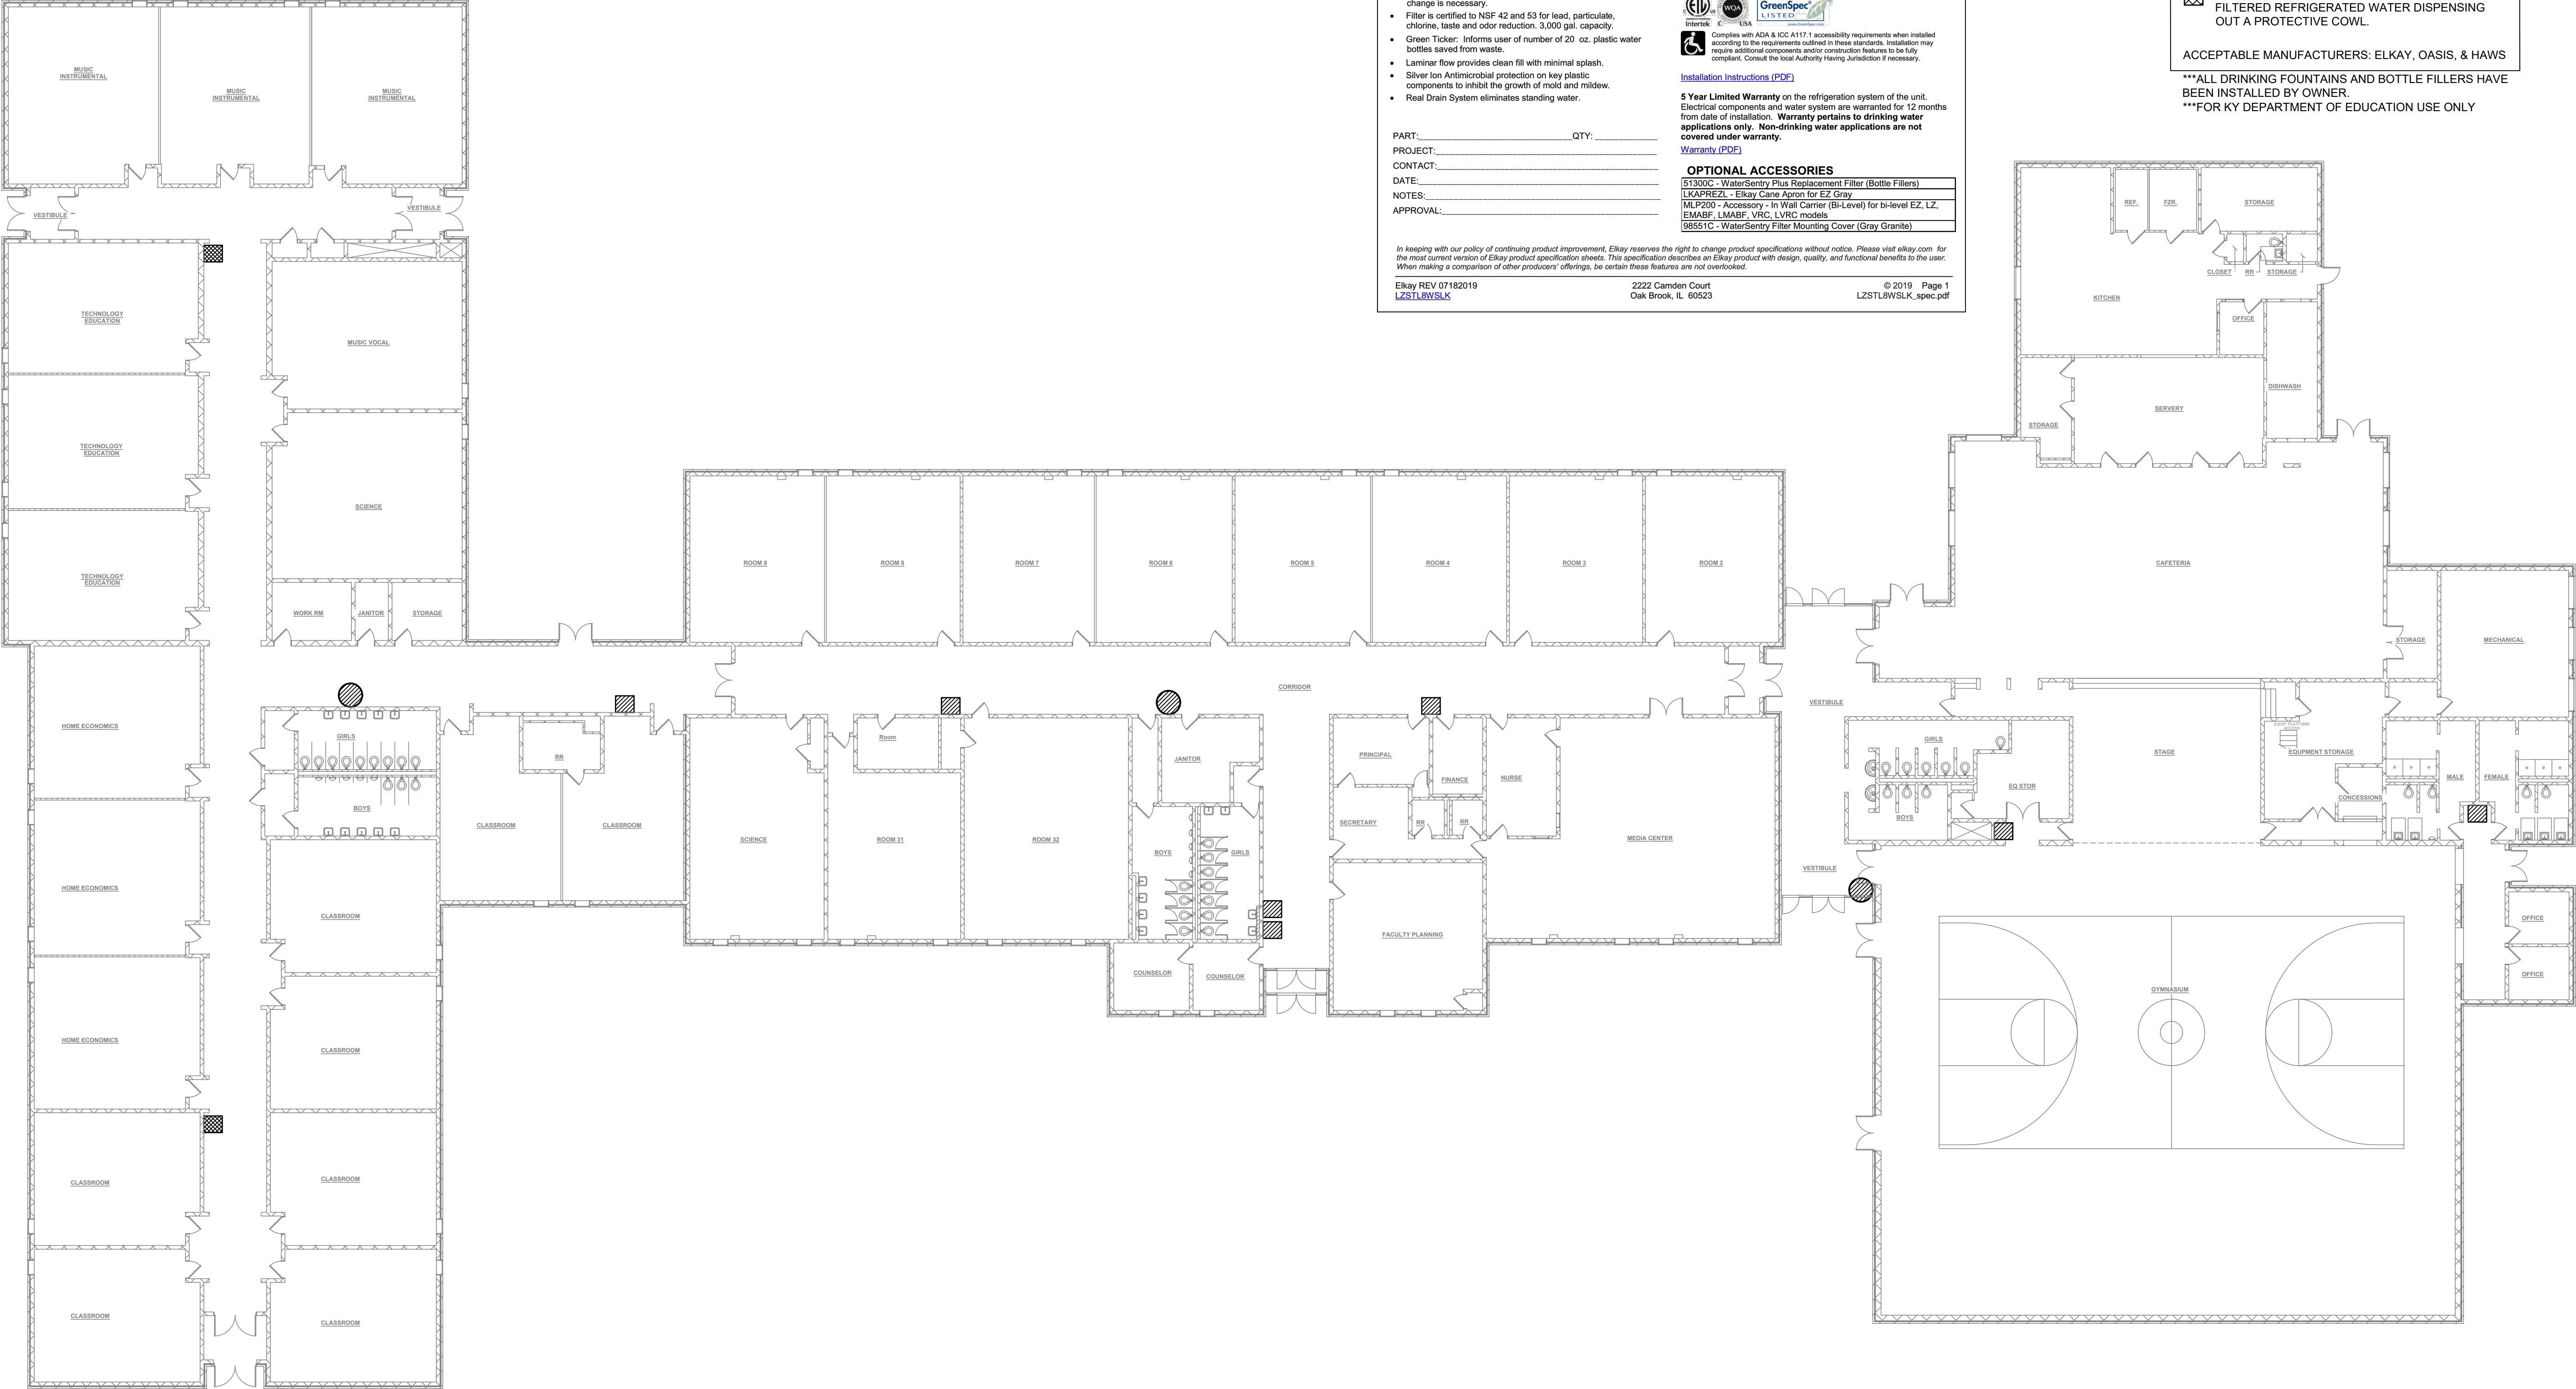 change is necessary.
• Filter is certified to NSF 42 and 53 for lead, particulate,
chlorine, taste and odor reduction. 3,000 gal. capacity.
• Green Ticker: Informs user of number of 20 oz. plastic water
bottles saved from waste.
• Laminar flow provides clean fill with minimal splash.
• Silver Ion Antimicrobial protection on key plastic
components to inhibit the growth of mold and mildew.
• Real Drain System eliminates standing water.
PART: QTY:
PROJECT:
CONTACT:
DATE:
NOTES:
APPROVAL:
ETL
C US
Intertek
WQA
C USA
GreenSpec
LISTED
www.GreenSpec.com
Complies with ADA & ICC A117.1 accessibility requirements when installed
according to the requirements outlined in these standards. Installation may
require additional components and/or construction features to be fully
compliant. Consult the local Authority Having Jurisdiction if necessary.
Installation Instructions (PDF)
5 Year Limited Warranty on the refrigeration system of the unit.
Electrical components and water system are warranted for 12 months
from date of installation. Warranty pertains to drinking water
applications only. Non-drinking water applications are not
covered under warranty.
Warranty (PDF)
OPTIONAL ACCESSORIES
51300C - WaterSentry Plus Replacement Filter (Bottle Fillers)
LKAPREZL - Elkay Cane Apron for EZ Gray
MLP200 - Accessory - In Wall Carrier (Bi-Level) for bi-level EZ, LZ,
EMABF, LMABF, VRC, LVRC models
98551C - WaterSentry Filter Mounting Cover (Gray Granite)
In keeping with our policy of continuing product improvement, Elkay reserves the right to change product specifications without notice. Please visit elkay.com for
the most current version of Elkay product specification sheets. This specification describes an Elkay product with design, quality, and functional benefits to the user.
When making a comparison of other producers' offerings, be certain these features are not overlooked.
Elkay REV 07182019
LZSTL8WSLK
2222 Camden Court
Oak Brook, IL 60523
© 2019 Page 1
LZSTL8WSLK_spec.pdf
FILTERED REFRIGERATED WATER DISPENSING
OUT A PROTECTIVE COWL.
ACCEPTABLE MANUFACTURERS: ELKAY, OASIS, & HAWS
***ALL DRINKING FOUNTAINS AND BOTTLE FILLERS HAVE
BEEN INSTALLED BY OWNER.
***FOR KY DEPARTMENT OF EDUCATION USE ONLY
MUSIC
INSTRUMENTAL
MUSIC
INSTRUMENTAL
MUSIC
INSTRUMENTAL
VESTIBULE
VESTIBULE
TECHNOLOGY
EDUCATION
MUSIC VOCAL
TECHNOLOGY
EDUCATION
SCIENCE
TECHNOLOGY
EDUCATION
WORK RM
JANITOR
STORAGE
HOME ECONOMICS
GIRLS
BOYS
HOME ECONOMICS
CLASSROOM
HOME ECONOMICS
CLASSROOM
CLASSROOM
CLASSROOM
CLASSROOM
CLASSROOM
RR
CLASSROOM
CLASSROOM
ROOM 9
ROOM 8
ROOM 7
ROOM 6
ROOM 5
ROOM 4
ROOM 3
ROOM 2
CORRIDOR
SCIENCE
Room
ROOM 31
ROOM 32
JANITOR
BOYS
GIRLS
COUNSELOR
COUNSELOR
PRINCIPAL
FINANCE
NURSE
SECRETARY
RR
RR
FACULTY PLANNING
MEDIA CENTER
VESTIBULE
VESTIBULE
REF.
FZR.
STORAGE
CLOSET
RR
STORAGE
KITCHEN
OFFICE
DISHWASH
SERVERY
STORAGE
CAFETERIA
STORAGE
MECHANICAL
GIRLS
BOYS
EQ STOR
STAGE
EQUIP. PLATFORM
ACCESS
EQUPMENT STORAGE
CONCESSIONS
MALE
FEMALE
OFFICE
OFFICE
GYMNASIUM